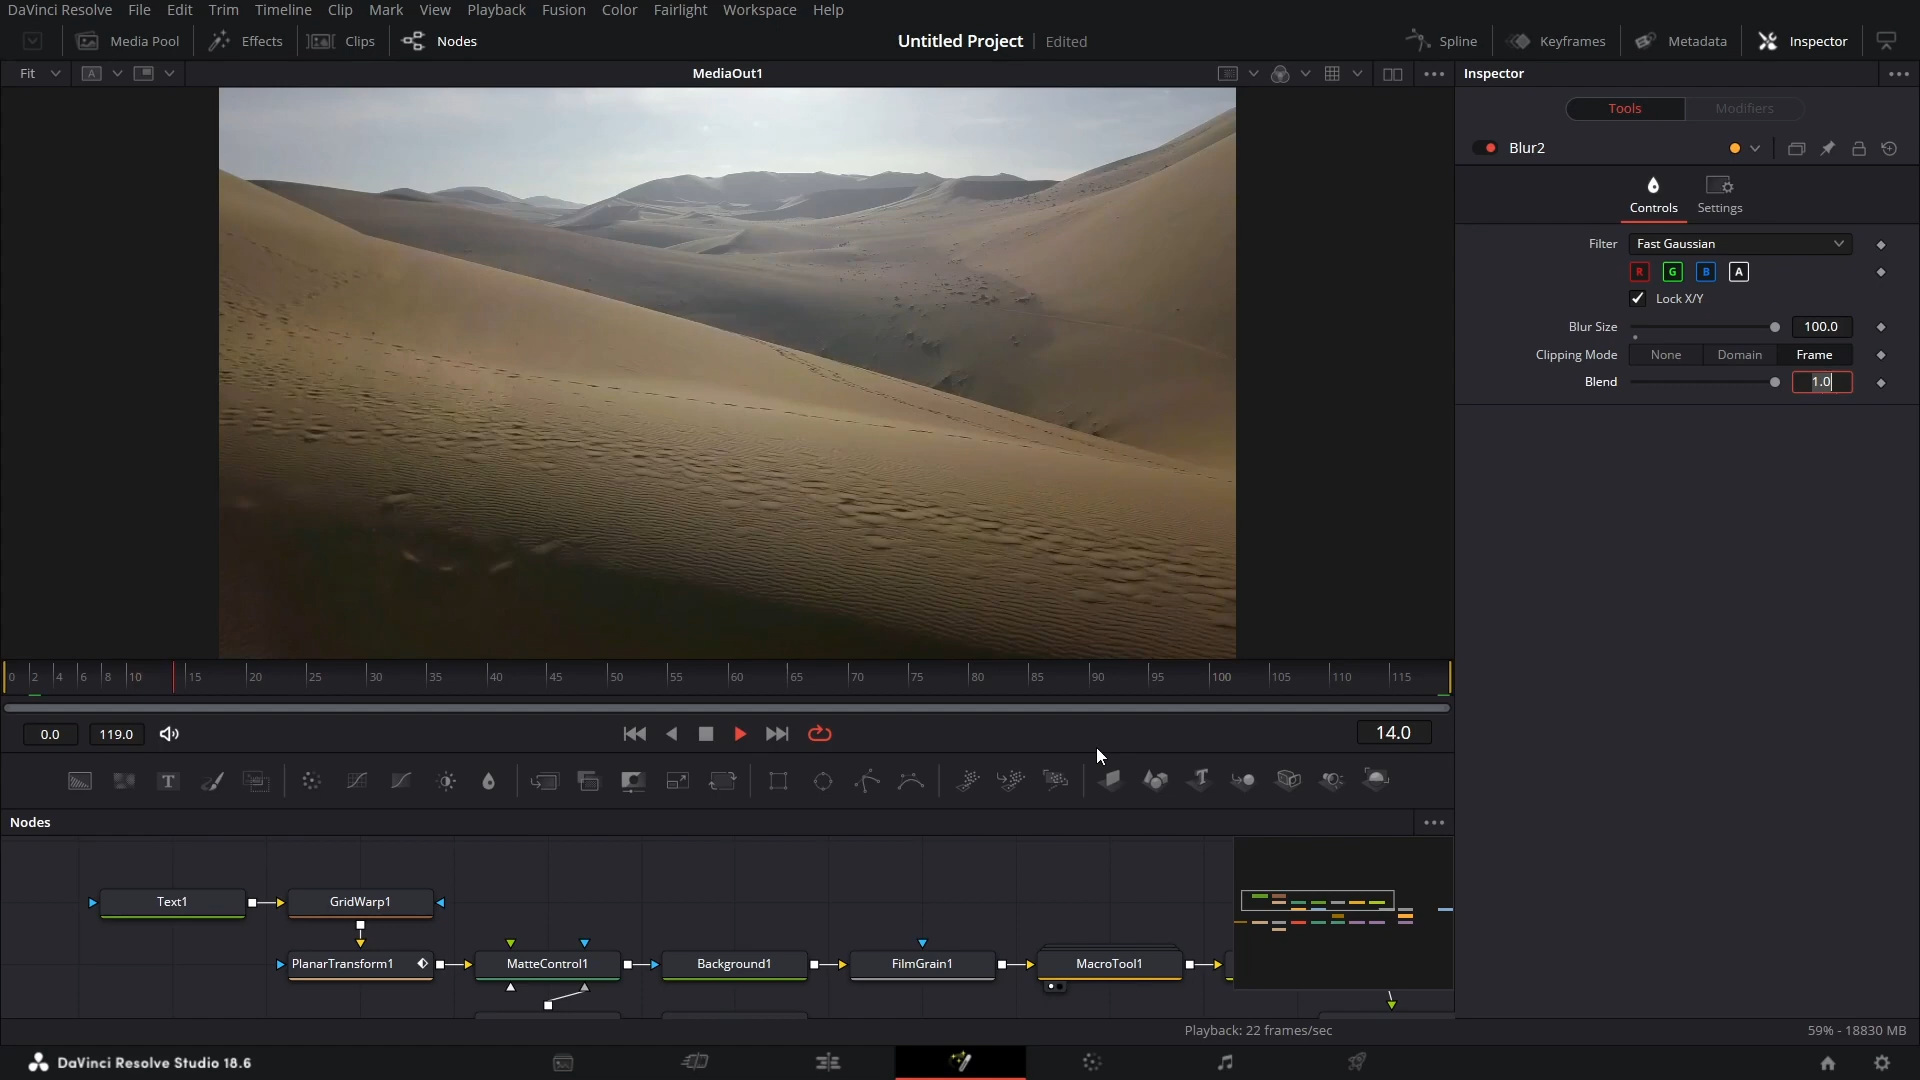 DaVinci Resolve File Edit Trim Timeline Clip Mark View Playback Fusion Color Fairlight Workspace Help
Media Pool Effects Clips Nodes Untitled Project Edited Spline Keyframes Metadata Inspector
Fit A MediaOut1 Inspector
Tools Modifiers
Blur2
Controls Settings
Filter Fast Gaussian
R G B A
Lock X/Y
Blur Size 100.0
Clipping Mode None Domain Frame
Blend 1.0
0 2 4 6 8 10 15 20 25 30 35 40 45 50 55 60 65 70 75 80 85 90 95 100 105 110 115
0.0 119.0 14.0
T T
Nodes
Text1 GridWarp1
PlanarTransform1 MatteControl1 Background1 FilmGrain1 MacroTool1
Playback: 22 frames/sec 59% - 18830 MB
DaVinci Resolve Studio 18.6